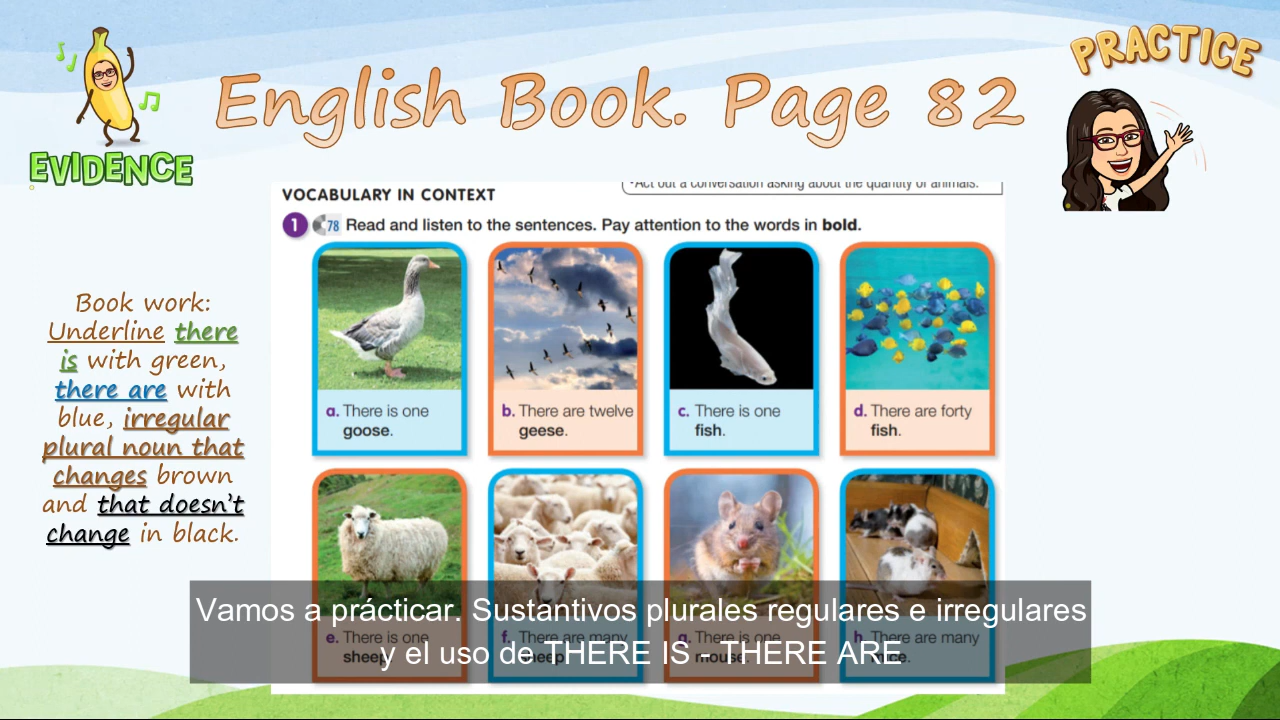 PRACTICE
English Book. Page 82
EVIDENCE
•Act out a conversation asking about the quantity of animals.
VOCABULARY IN CONTEXT
1 78 Read and listen to the sentences. Pay attention to the words in bold.
Book work:
Underline there
is with green,
there are with
blue, irregular
plural noun that
changes brown
and that doesn't
change in black.
a. There is one
goose.
b. There are twelve
geese.
c. There is one
fish.
d. There are forty
fish.
e. There is one
sheep.
f. There are many
sheep.
g. There is one
mouse.
h. There are many
mice.
Vamos a prácticar. Sustantivos plurales regulares e irregulares
y el uso de THERE IS - THERE ARE